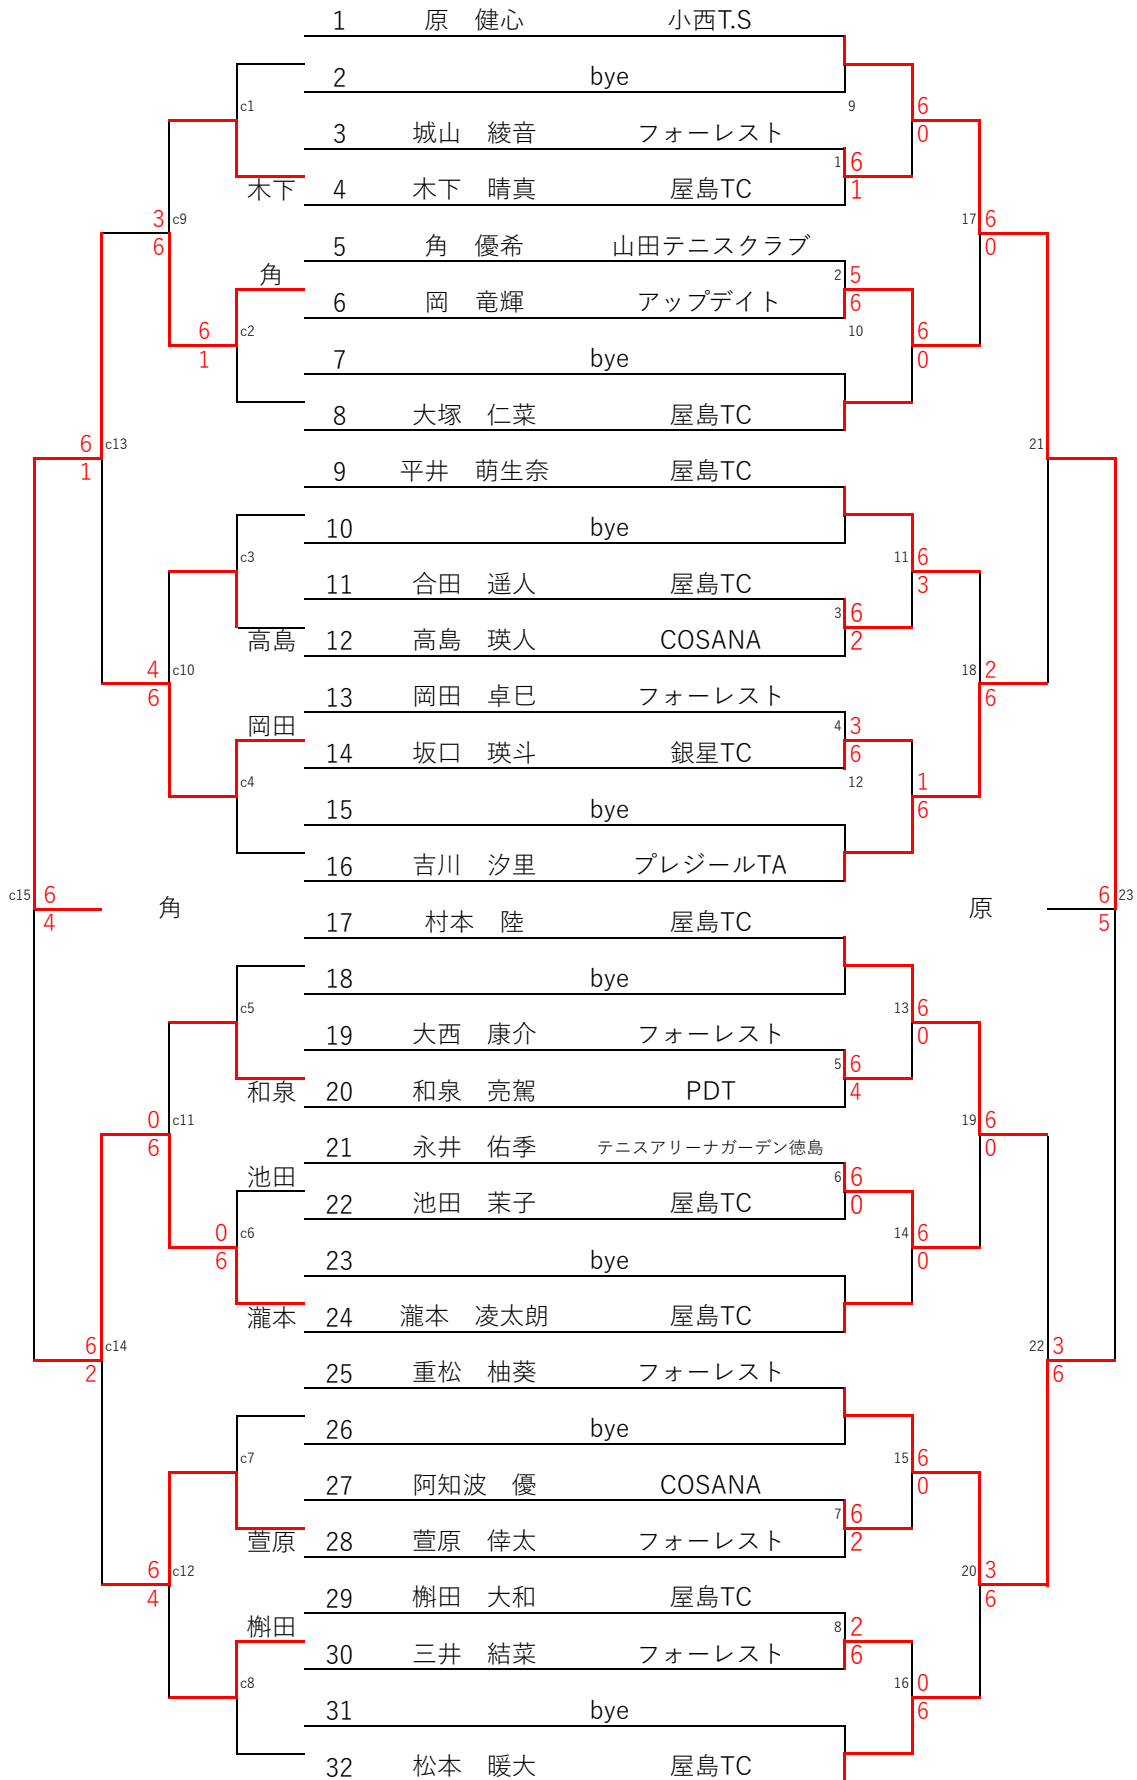 1 原　健心 小西T.S
2 bye
c1 9 6
3 城山　綾音 フォーレスト 0
1 6
木下 4 木下　晴真 屋島TC 1
3 c9 17 6
6 5 角　優希 山田テニスクラブ 0
角 2 5
6 岡　竜輝 アップデイト 6
6 c2 10 6
1 7 bye 0
8 大塚　仁菜 屋島TC
6 c13 21
1 9 平井　萌生奈 屋島TC
10 bye
c3 11 6
11 合田　遥人 屋島TC 3
3 6
高島 12 高島　瑛人 COSANA 2
4 c10 18 2
6 13 岡田　卓巳 フォーレスト 6
岡田 4 3
14 坂口　瑛斗 銀星TC 6
c4 12 1
15 bye 6
16 吉川　汐里 プレジールTA
c15 6 6 23
4 角 原 5
17 村本　陸 屋島TC
18 bye
c5 13 6
19 大西　康介 フォーレスト 0
5 6
和泉 20 和泉　亮駕 PDT 4
0 c11 19 6
6 21 永井　佑季 テニスアリーナガーデン徳島 0
池田 6 6
22 池田　茉子 屋島TC 0
0 c6 14 6
6 23 bye 0
瀧本 24 瀧本　凌太朗 屋島TC
6 c14 22 3
2 25 重松　柚葵 フォーレスト 6
26 bye
c7 15 6
27 阿知波　優 COSANA 0
7 6
萱原 28 萱原　倖太 フォーレスト 2
6 c12 20 3
4 29 槲田　大和 屋島TC 6
槲田 8 2
30 三井　結菜 フォーレスト 6
c8 16 0
31 bye 6
32 松本　暖大 屋島TC